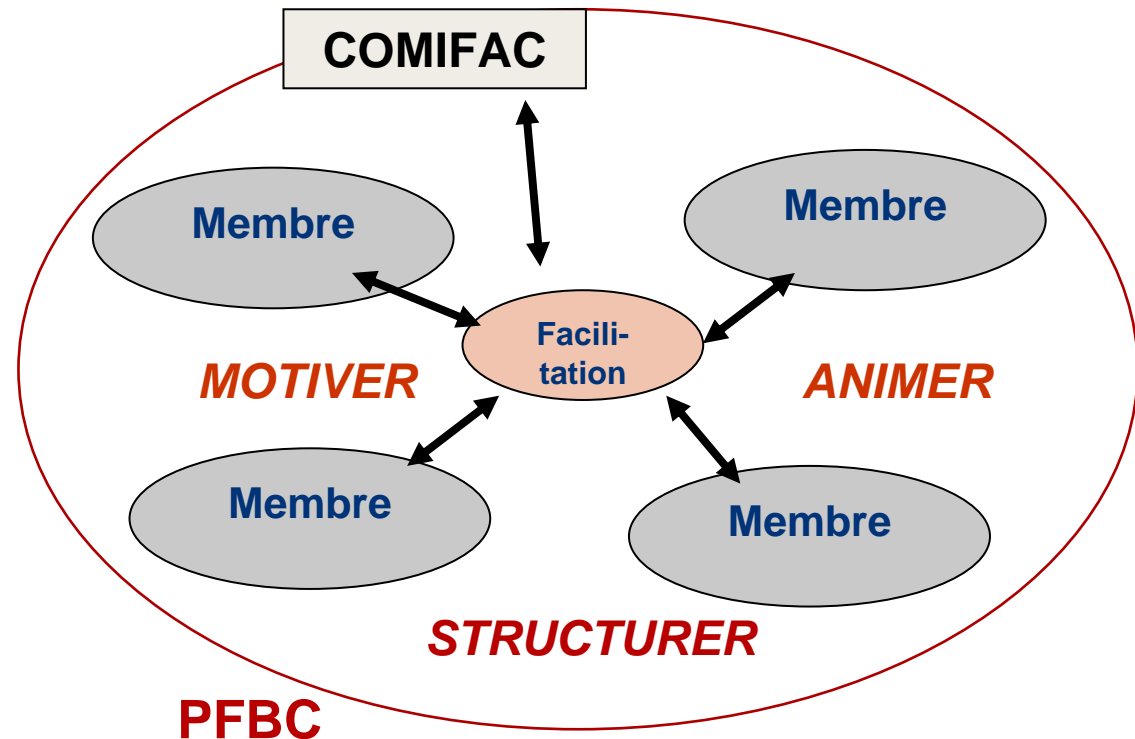 COMIFAC
Membre
Membre
Facili-
tation
MOTIVER
ANIMER
Membre
Membre
STRUCTURER
PFBC